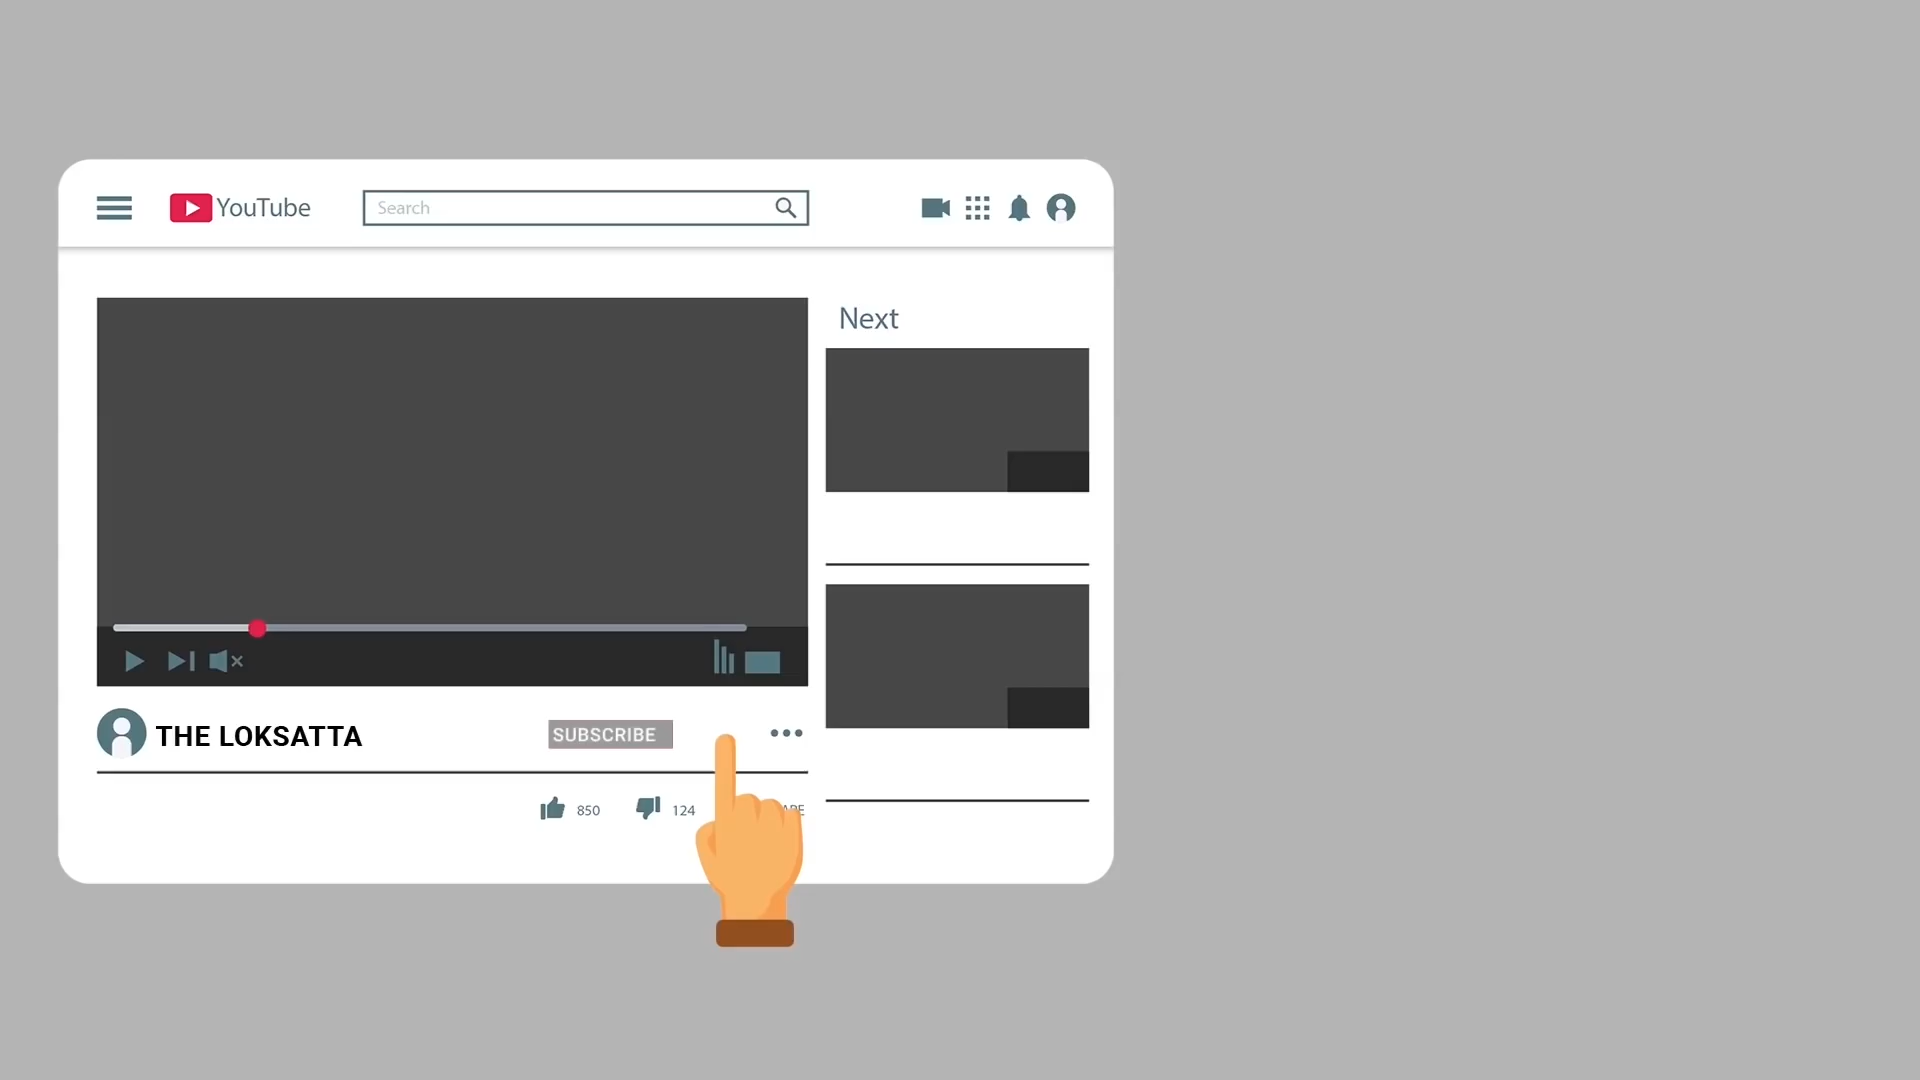 YouTube
Search
Next
THE LOKSATTA
SUBSCRIBE
850
124